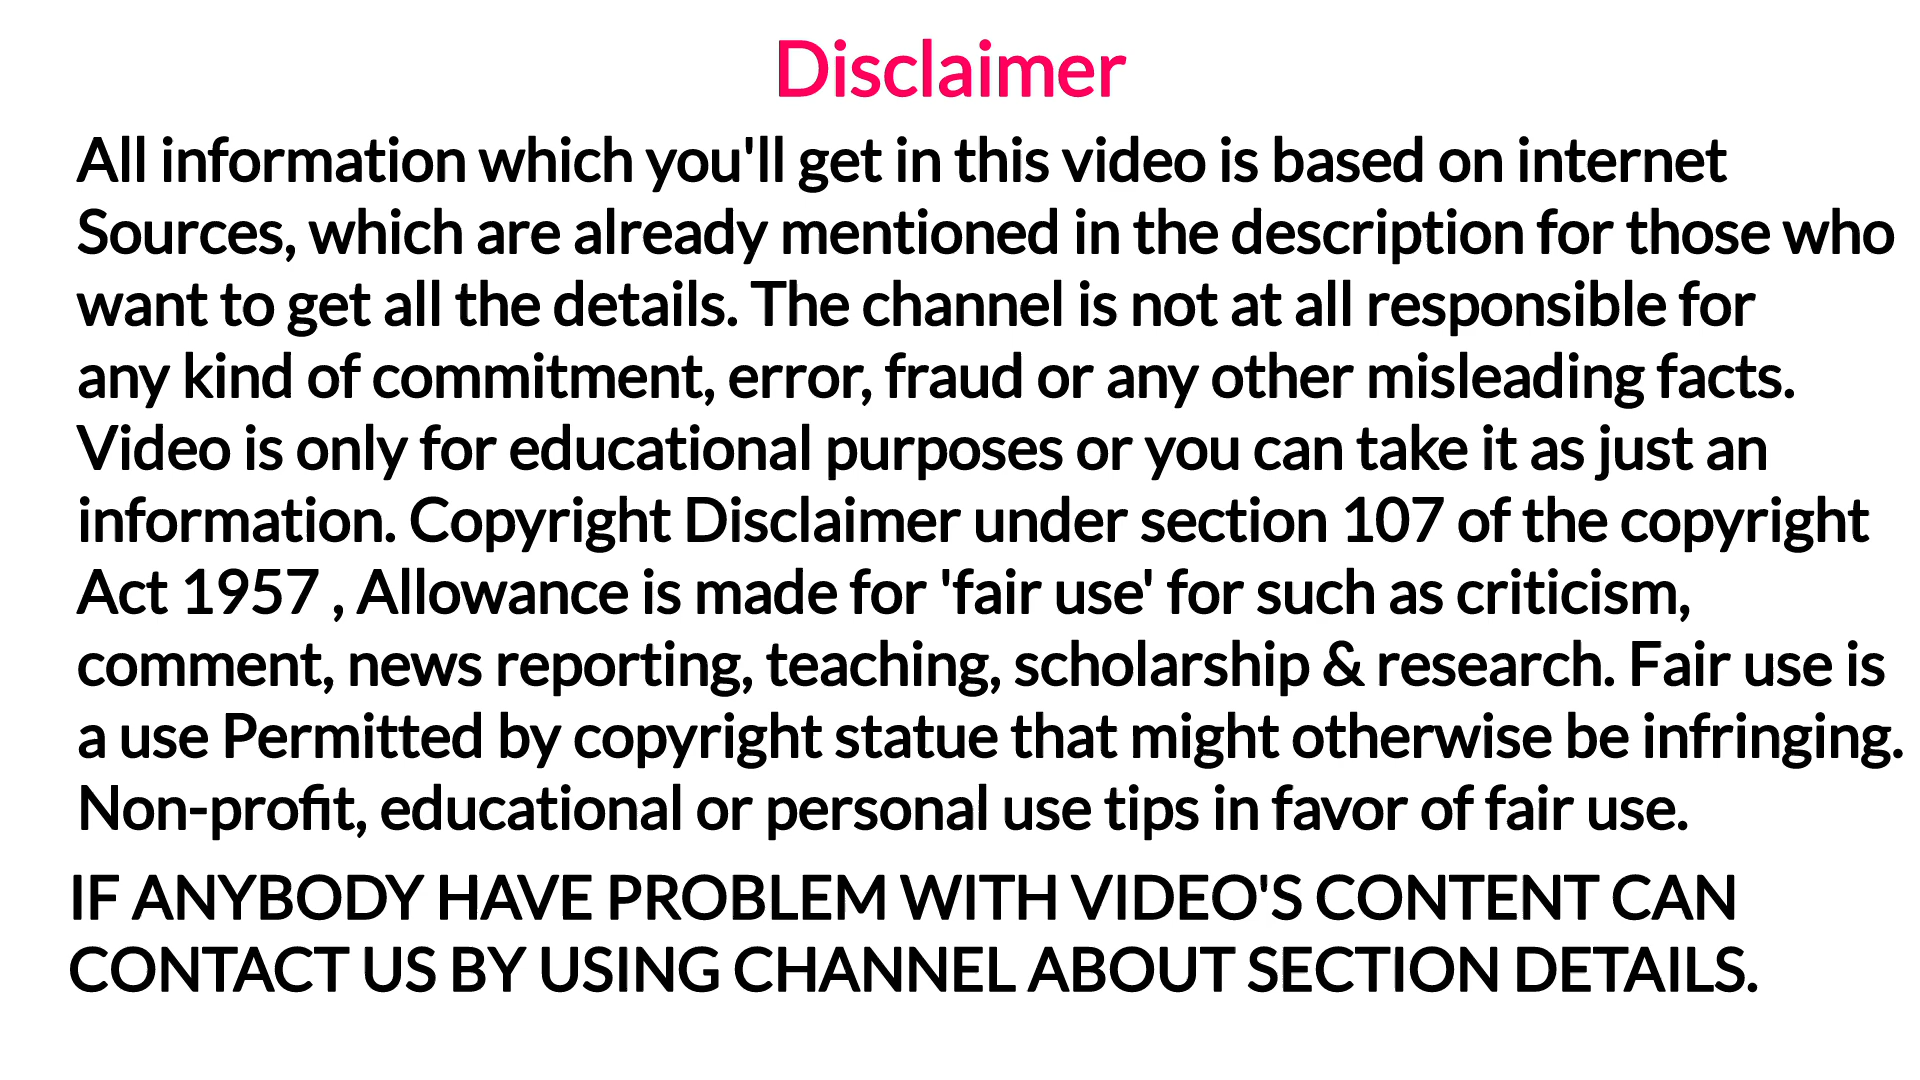 Disclaimer
All information which you'll get in this video is based on internet
Sources, which are already mentioned in the description for those who
want to get all the details. The channel is not at all responsible for
any kind of commitment, error, fraud or any other misleading facts.
Video is only for educational purposes or you can take it as just an
information. Copyright Disclaimer under section 107 of the copyright
Act 1957 , Allowance is made for 'fair use' for such as criticism,
comment, news reporting, teaching, scholarship & research. Fair use is
a use Permitted by copyright statue that might otherwise be infringing.
Non-profit, educational or personal use tips in favor of fair use.
IF ANYBODY HAVE PROBLEM WITH VIDEO'S CONTENT CAN
CONTACT US BY USING CHANNEL ABOUT SECTION DETAILS.